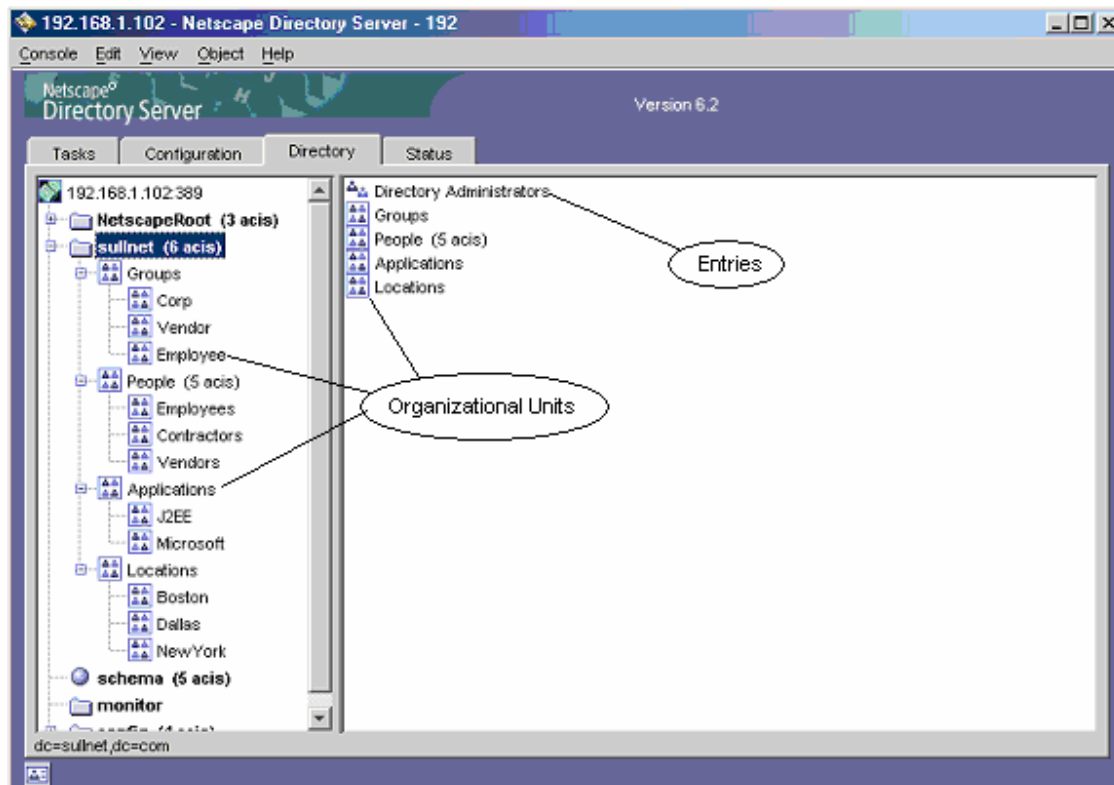 192.168.1.102 - Netscape Directory Server - 192
Console Edit View Object Help
Netscape
Directory Server
Version 6.2
Tasks Configuration Directory Status
192.168.1.102:389
NetscapeRoot (3 acis)
sullnet (6 acis)
Groups
Corp
Vendor
Employee
People (5 acis)
Employees
Contractors
Vendors
Applications
J2EE
Microsoft
Locations
Boston
Dallas
NewYork
schema (5 acis)
monitor
Directory Administrators
Groups
People (5 acis)
Applications
Locations
Entries
Organizational Units
dc=sullnet,dc=com